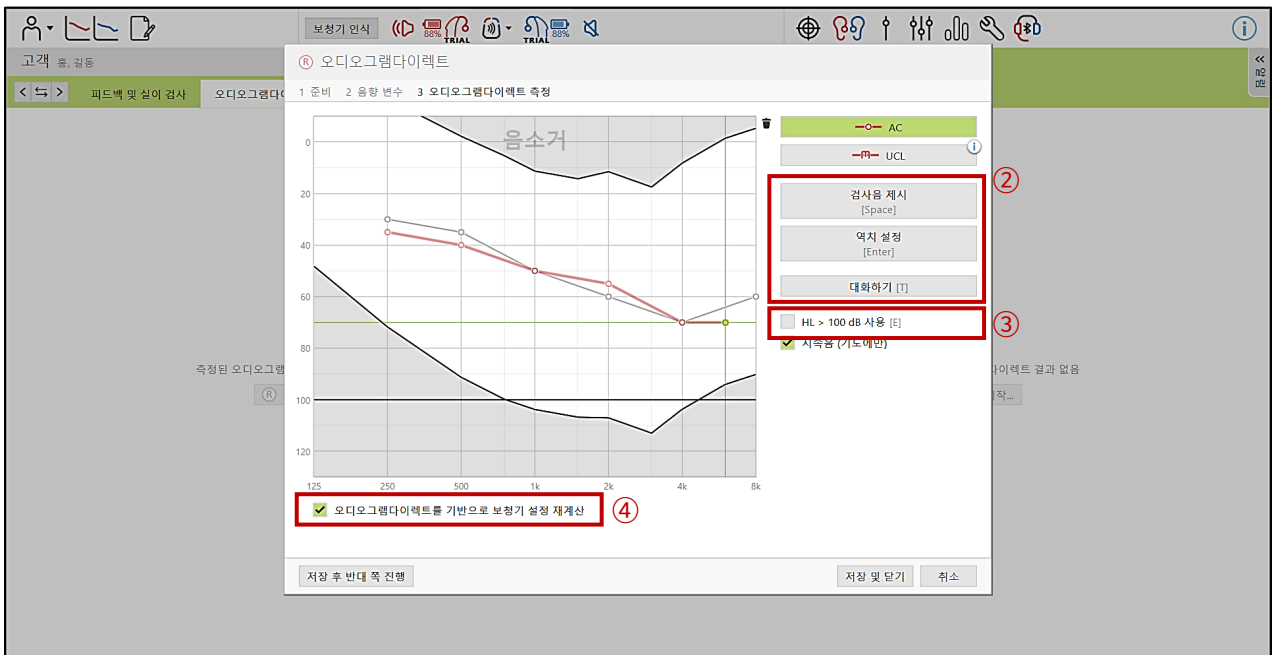 보청기 인식
88%
TRIAL
TRIAL
88%
고객 홍, 길동
알림
피드백 및 실이 검사
오디오그램다이
Ⓡ 오디오그램다이렉트
1 준비 2 음향 변수 3 오디오그램다이렉트 측정
음소거
0
20
40
60
80
100
120
125 250 500 1k 2k 4k 8k
AC
UCL
②
검사음 제시
[Space]
역치 설정
[Enter]
대화하기 [T]
HL > 100 dB 사용 [E]
③
지속음 (기도에만)
측정된 오디오그램
Ⓡ
다이렉트 결과 없음
작...
오디오그램다이렉트를 기반으로 보청기 설정 재계산
④
저장 후 반대 쪽 진행
저장 및 닫기
취소